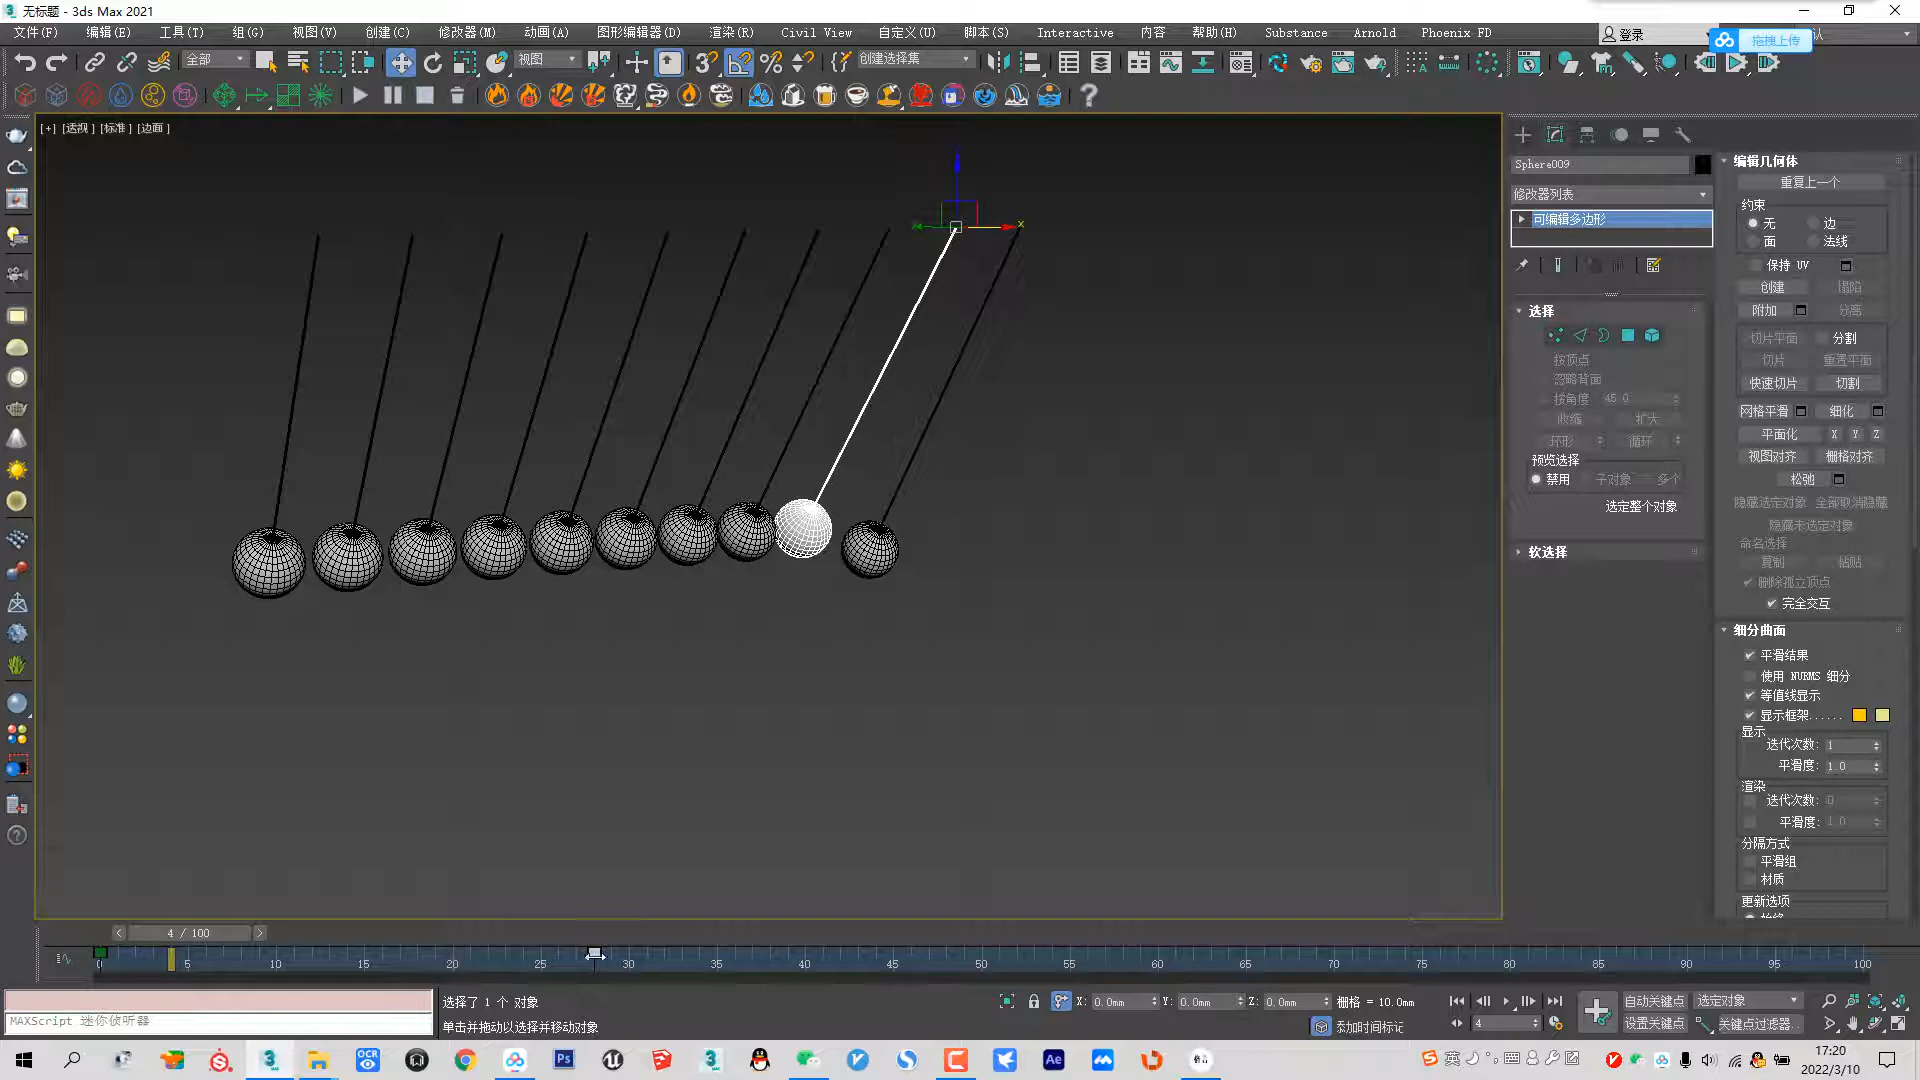 无标题 - 3ds Max 2021
文件(F) 编辑(E) 工具(T) 组(G) 视图(V) 创建(C) 修改器(M) 动画(A) 图形编辑器(D) 渲染(R) Civil View 自定义(U) 脚本(S) Interactive 内容 帮助(H) Substance Arnold Phoenix FD 登录 拖拽上传 认
全部 视图 创建选择集
[+] [透视] [标准] [边面]
x
Sphere009
修改器列表
可编辑多边形
选择
按顶点
忽略背面
按角度 45.0
收缩 扩大
环形 循环
预览选择
禁用 子对象 多个
选定整个对象
软选择
编辑几何体
重复上一个
约束
无 边
面 法线
保持 UV
创建 塌陷
附加 分离
切片平面 分割
切片 重置平面
快速切片 切割
网格平滑 细化
平面化 X Y Z
视图对齐 栅格对齐
松弛
隐藏选定对象 全部取消隐藏
隐藏未选定对象
命名选择
复制 粘贴
删除孤立顶点
完全交互
细分曲面
平滑结果
使用 NURMS 细分
等值线显示
显示框架......
显示
迭代次数: 1
平滑度: 1.0
渲染
迭代次数: 0
平滑度: 1.0
分隔方式
平滑组
材质
更新选项
始终
< 4 / 100 >
0 5 10 15 20 25 30 35 40 45 50 55 60 65 70 75 80 85 90 95 100
选择了 1 个 对象 X: 0.0mm Y: 0.0mm Z: 0.0mm 栅格 = 10.0mm 自动关键点 选定对象
MAXScript 迷你侦听器 单击并拖动以选择并移动对象 添加时间标记 4 设置关键点 关键点过滤器...
OCR Ps Ae 英
17:20
2022/3/10